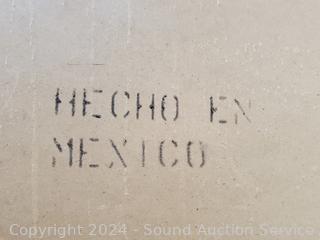 HECHO EN
MEXICO
Copyright 2024 - Sound Auction Service